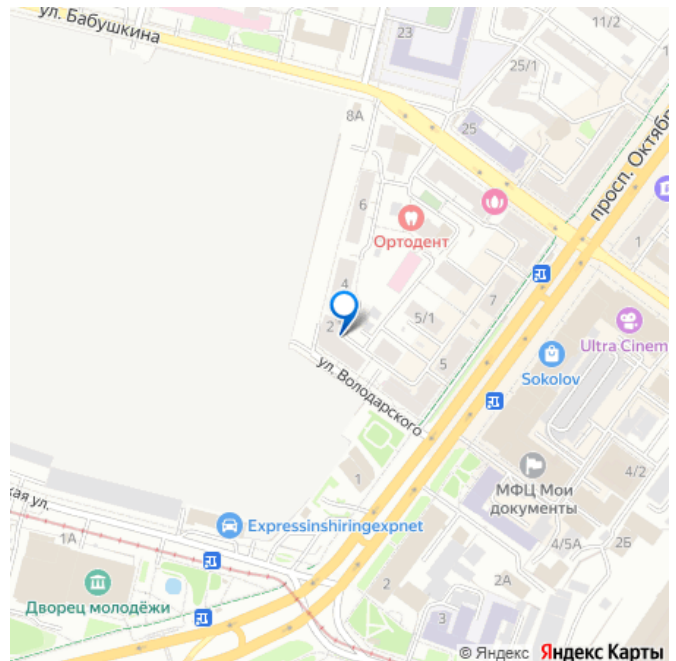 ул. Бабушкина
23
11/2
25/1
1
8А
25
просп. Октябр
6
Ортодент
1
4
7
2
5/1
Ultra Cinem
ул. Володарского
5
Sokolov
1
МФЦ Мои
документы
4/2
кая ул.
Expressinshiringexpnet
1А
4/5А
2Б
2
2А
Дворец молодёжи
3
© Яндекс Яндекс Карты